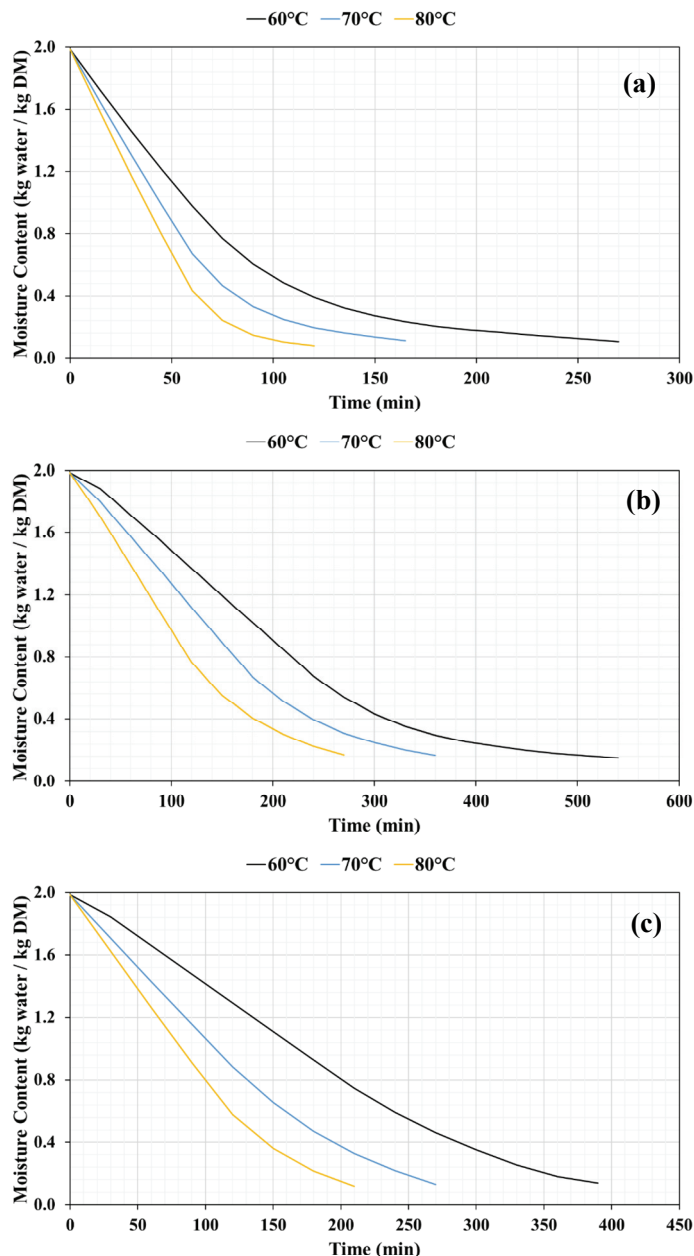 60°C 70°C 80°C
(a)
Moisture Content (kg water / kg DM)
2.0
1.6
1.2
0.8
0.4
0.0
0 50 100 150 200 250 300
Time (min)
60°C 70°C 80°C
(b)
Moisture Content (kg water / kg DM)
2.0
1.6
1.2
0.8
0.4
0.0
0 100 200 300 400 500 600
Time (min)
60°C 70°C 80°C
(c)
Moisture Content (kg water / kg DM)
2.0
1.6
1.2
0.8
0.4
0.0
0 50 100 150 200 250 300 350 400 450
Time (min)